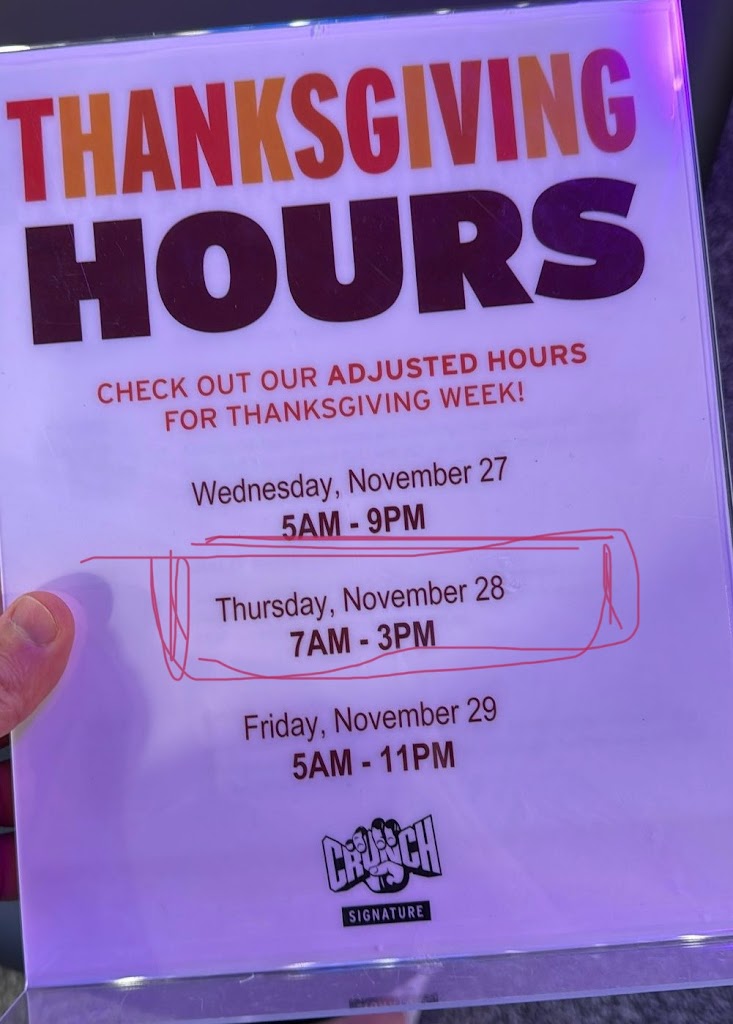 THANKSGIVING
HOURS
CHECK OUT OUR ADJUSTED HOURS
FOR THANKSGIVING WEEK!
Wednesday, November 27
5AM - 9PM
Thursday, November 28
7AM - 3PM
Friday, November 29
5AM - 11PM
CRUNCH
SIGNATURE